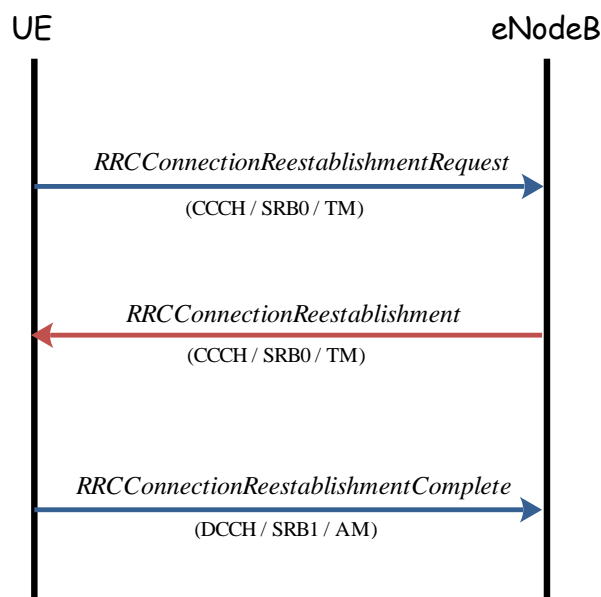 UE
eNodeB
RRCConnectionReestablishmentRequest
(CCCH / SRB0 / TM)
RRCConnectionReestablishment
(CCCH / SRB0 / TM)
RRCConnectionReestablishmentComplete
(DCCH / SRB1 / AM)